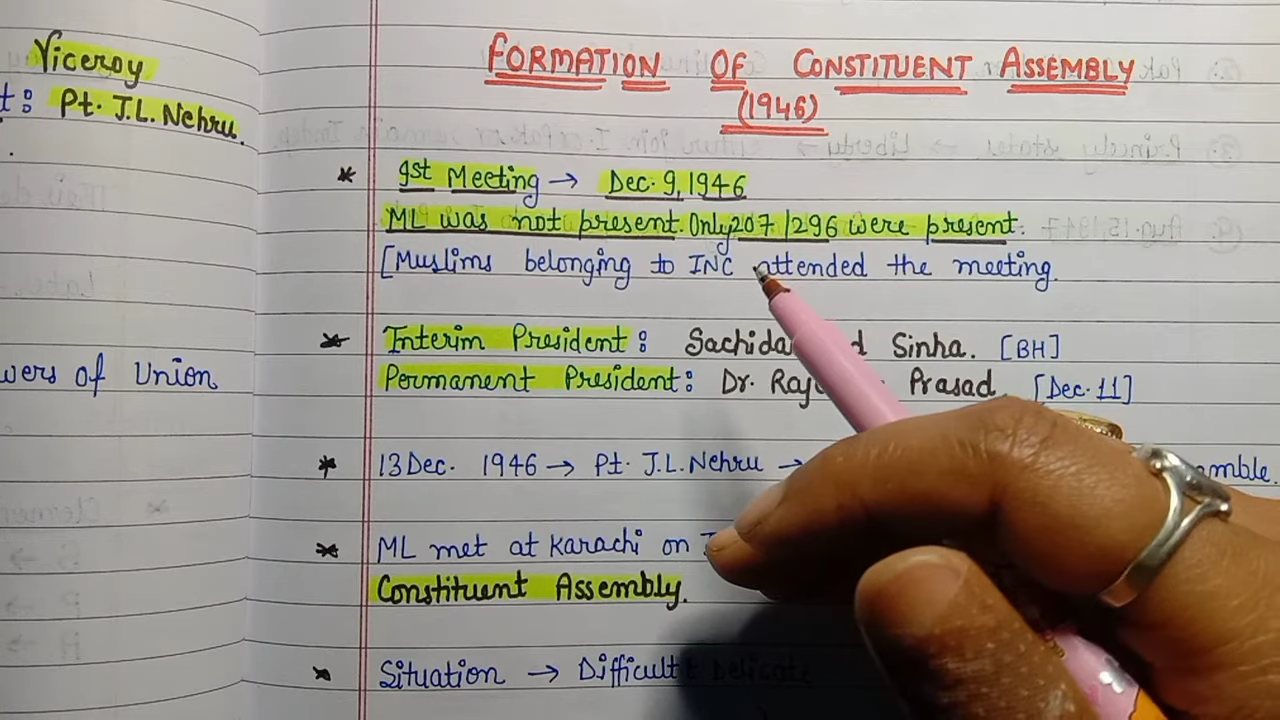 Viceroy
t: Pt. J.L. Nehru.
wers of Union
FORMATION OF CONSTITUENT ASSEMBLY
(1946)
* 1st Meeting → Dec. 9, 1946
ML was not present. Only 207/296 were present.
[Muslims belonging to INC attended the meeting.
* Interim President: Sinha. [BH]
Permanent President: Dr. Prasad. [Dec. 11]
* 13 Dec. 1946 → Pt. J.L. Nehru → amble.
* ML met at Karachi on
Constituent Assembly.
* Situation → Difficult & Delicate